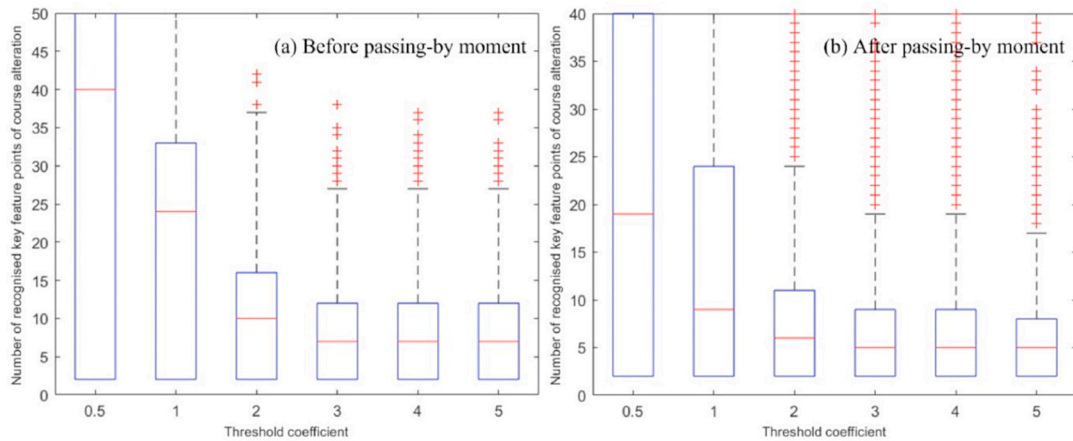 Number of recognised key feature points of course alteration
50
45
40
35
30
25
20
15
10
5
0
(a) Before passing-by moment
0.5 1 2 3 4 5
Threshold coefficient
Number of recognised key feature points of course alteration
40
35
30
25
20
15
10
5
0
(b) After passing-by moment
0.5 1 2 3 4 5
Threshold coefficient